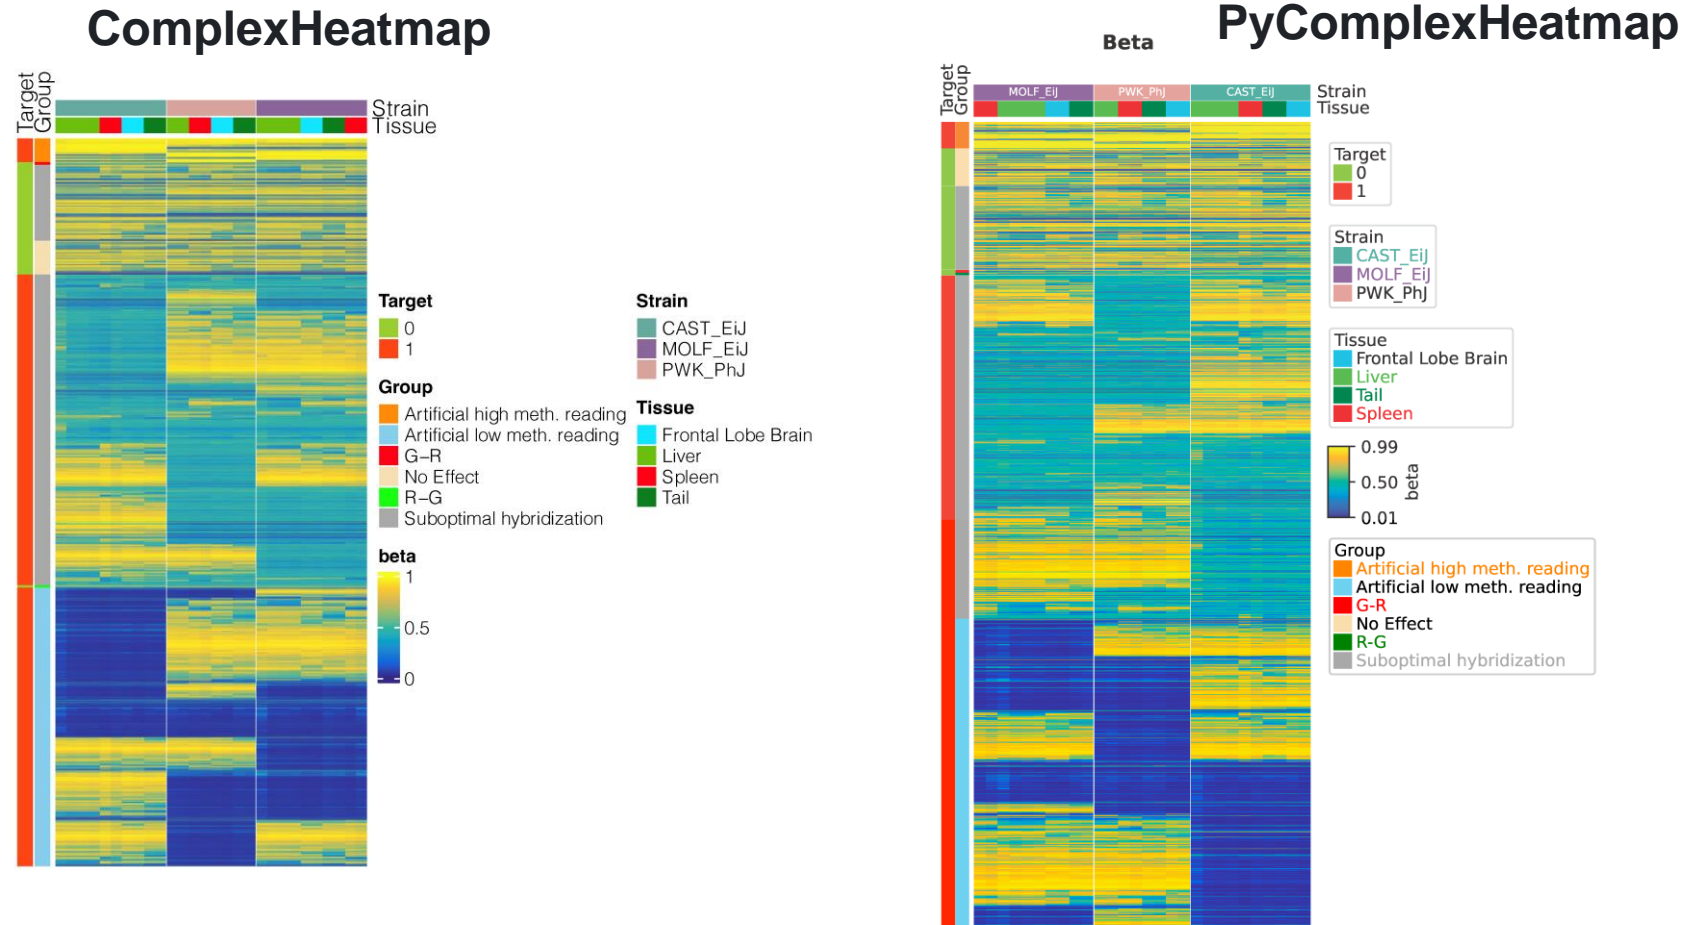 ComplexHeatmap
Target
Group
Strain
Tissue
Target
0
1
Group
Artificial high meth. reading
Artificial low meth. reading
G−R
No Effect
R−G
Suboptimal hybridization
beta
1
0.5
0
Strain
CAST_EiJ
MOLF_EiJ
PWK_PhJ
Tissue
Frontal Lobe Brain
Liver
Spleen
Tail
PyComplexHeatmap
Beta
Target
Group
MOLF_EiJ PWK_PhJ CAST_EiJ
Strain
Tissue
Target
0
1
Strain
CAST_EiJ
MOLF_EiJ
PWK_PhJ
Tissue
Frontal Lobe Brain
Liver
Tail
Spleen
0.99
0.50
0.01
beta
Group
Artificial high meth. reading
Artificial low meth. reading
G-R
No Effect
R-G
Suboptimal hybridization